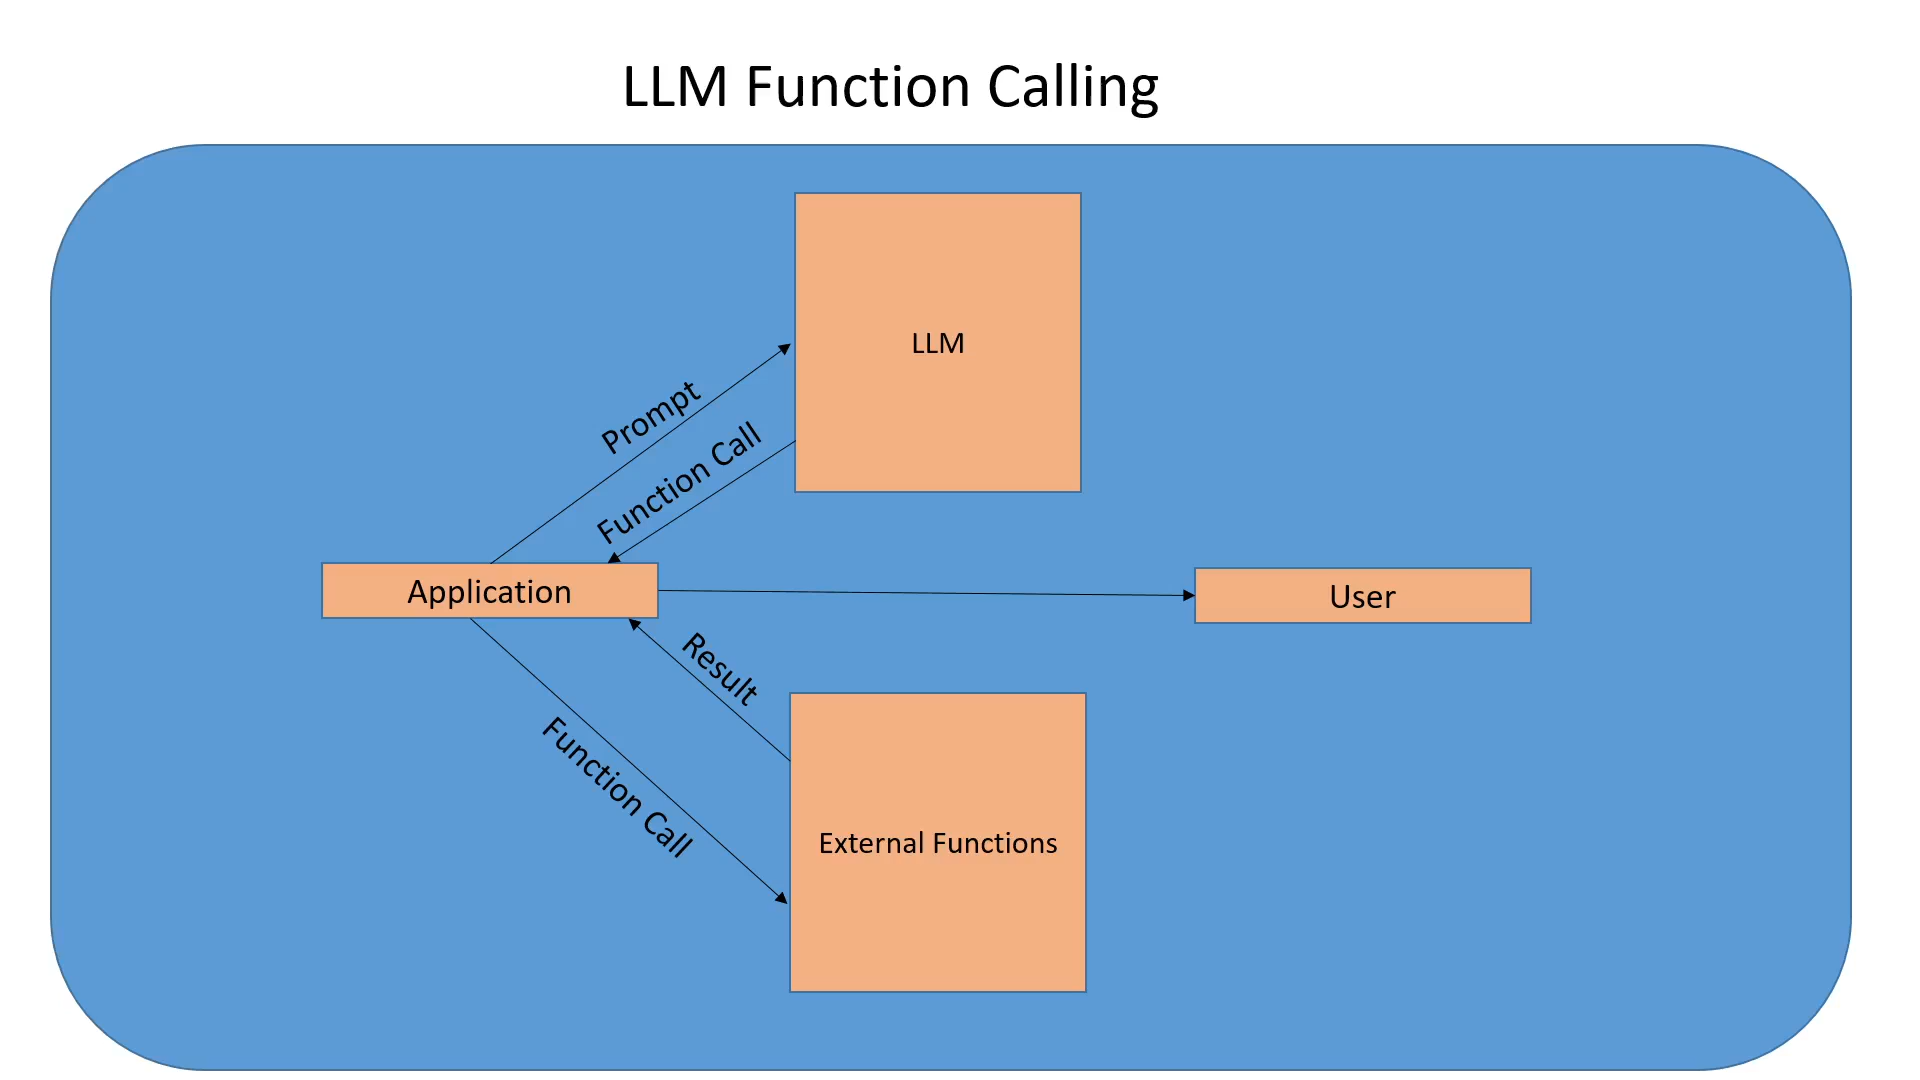 LLM Function Calling
LLM
Prompt
Function Call
Application
User
Result
Function Call
External Functions